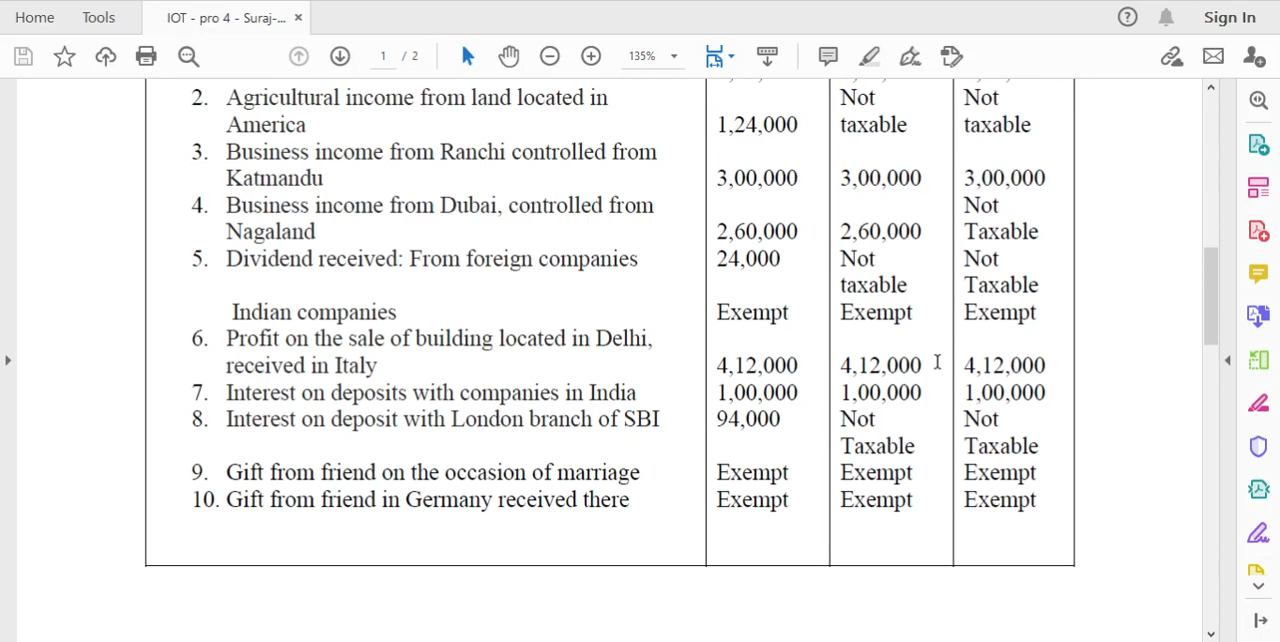 Home Tools IOT - pro 4 - Suraj-... × Sign In
1 / 2 135%
2. Agricultural income from land located in Not Not
America 1,24,000 taxable taxable
3. Business income from Ranchi controlled from
Katmandu 3,00,000 3,00,000 3,00,000
4. Business income from Dubai, controlled from Not
Nagaland 2,60,000 2,60,000 Taxable
5. Dividend received: From foreign companies 24,000 Not Not
taxable Taxable
Indian companies Exempt Exempt Exempt
6. Profit on the sale of building located in Delhi,
received in Italy 4,12,000 4,12,000 4,12,000
7. Interest on deposits with companies in India 1,00,000 1,00,000 1,00,000
8. Interest on deposit with London branch of SBI 94,000 Not Not
Taxable Taxable
9. Gift from friend on the occasion of marriage Exempt Exempt Exempt
10. Gift from friend in Germany received there Exempt Exempt Exempt